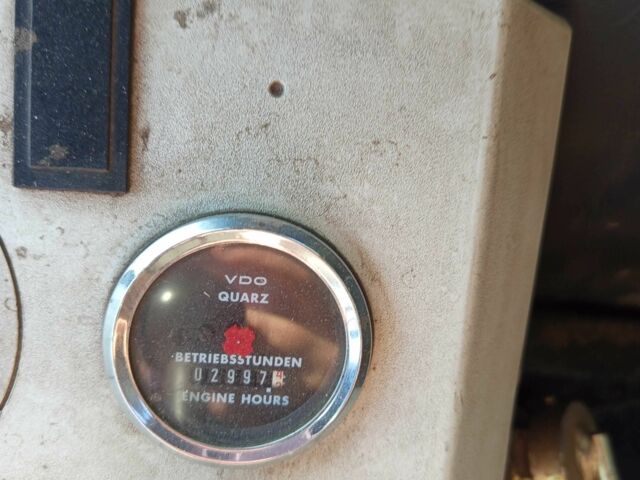 VDO
QUARZ
BETRIEBSSTUNDEN
02997
ENGINE HOURS